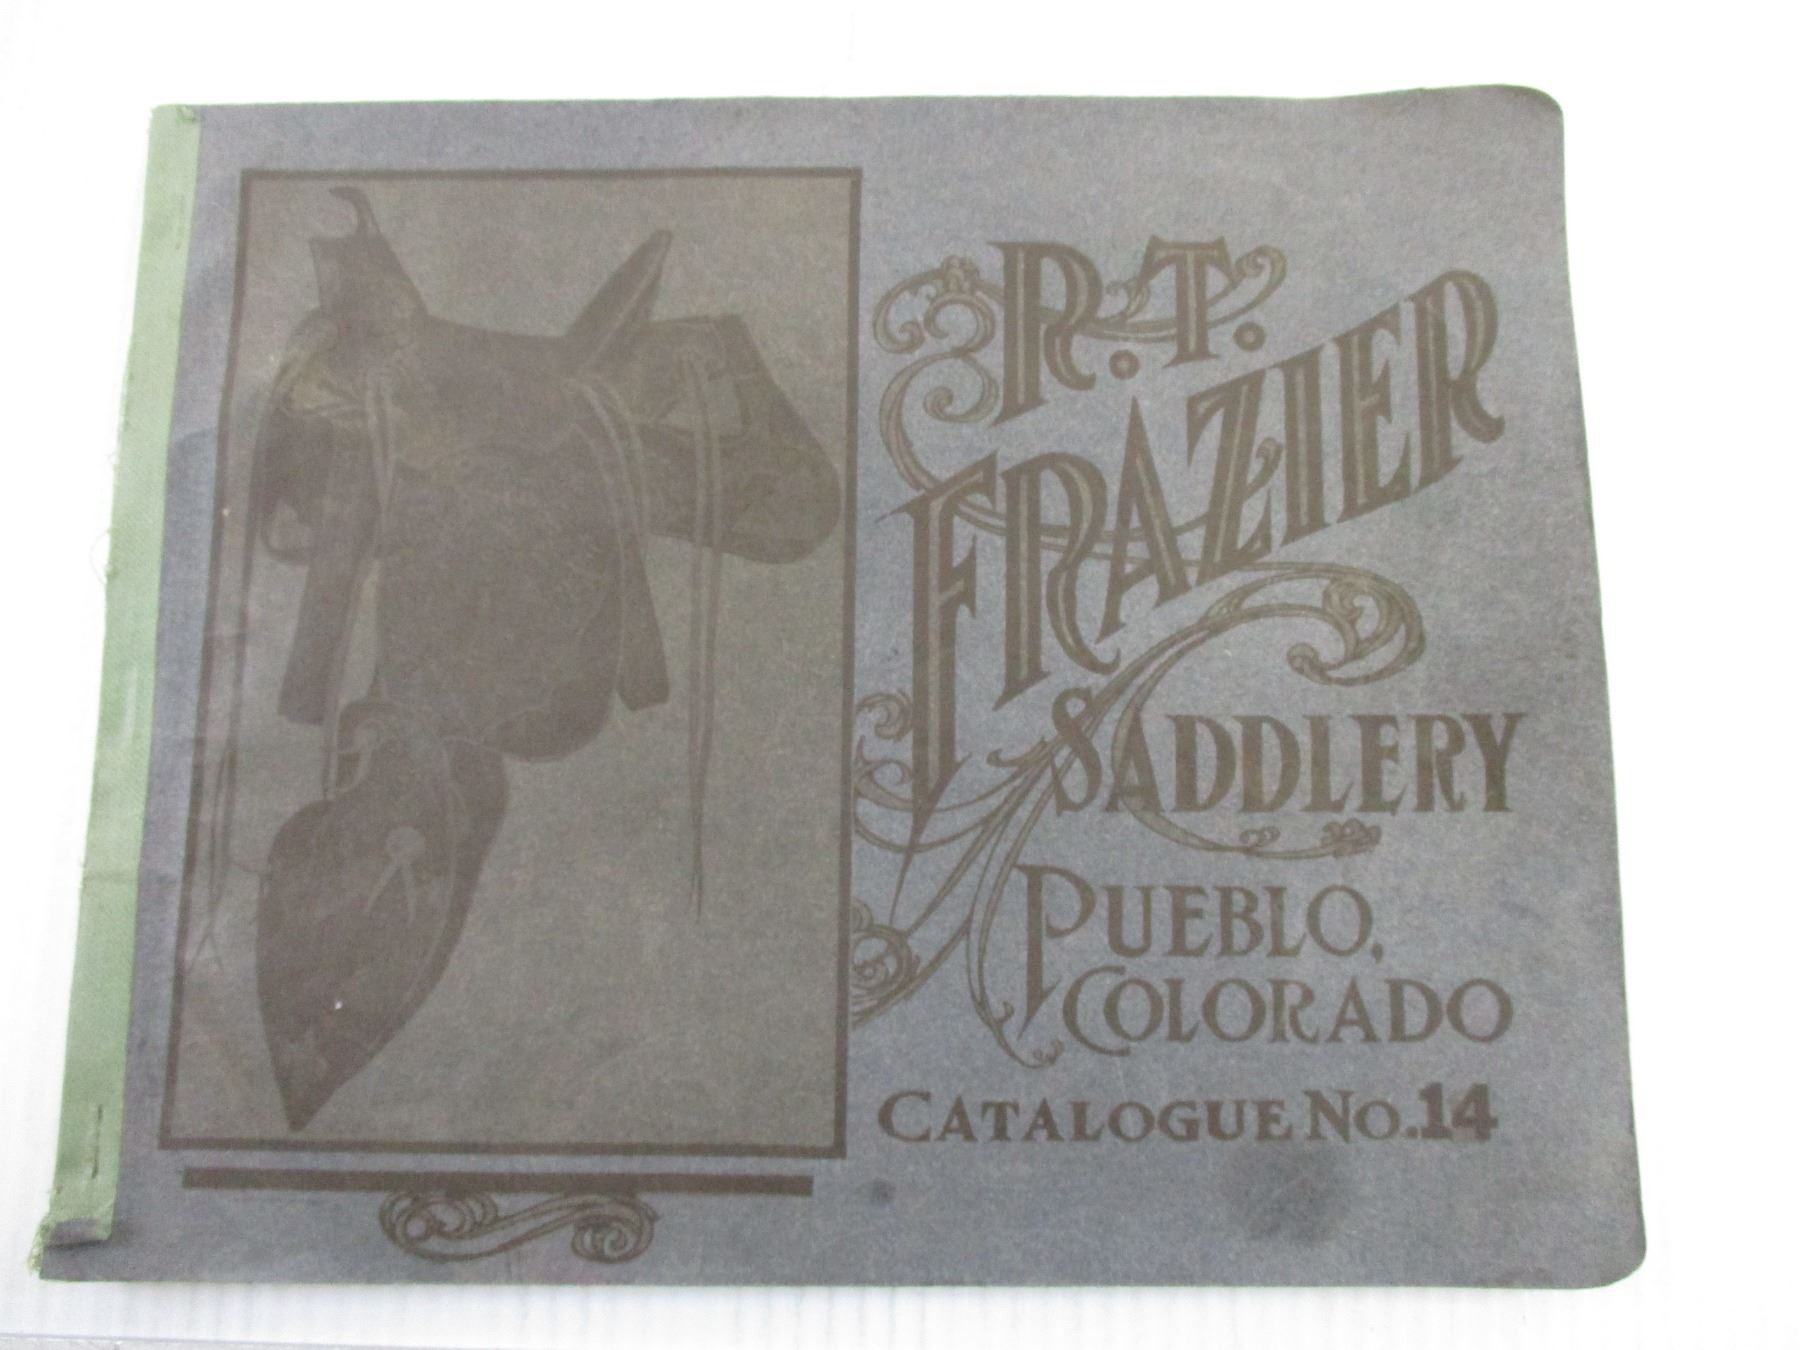 R.T.
FRAZIER
SADDLERY
PUEBLO,
COLORADO
CATALOGUE NO.14